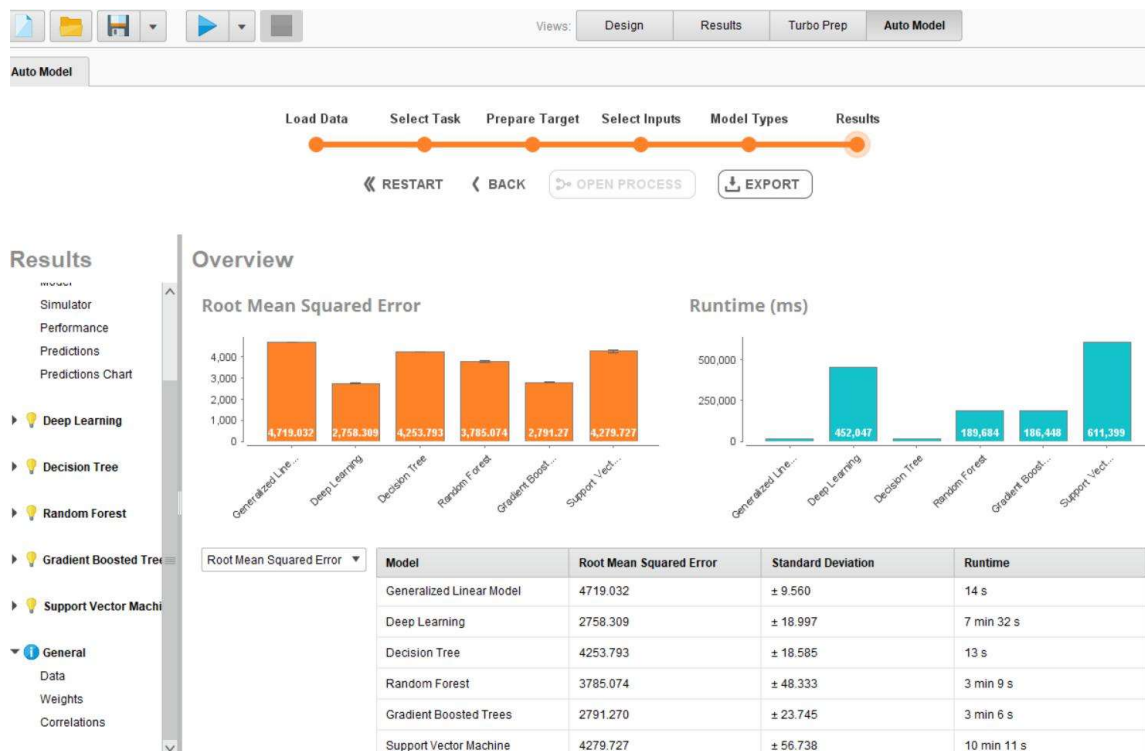 Views: Design Results Turbo Prep Auto Model
Auto Model
Load Data Select Task Prepare Target Select Inputs Model Types Results
RESTART BACK OPEN PROCESS EXPORT
Results
Simulator
Performance
Predictions
Predictions Chart
Deep Learning
Decision Tree
Random Forest
Gradient Boosted Tree
Support Vector Machi
General
Data
Weights
Correlations
Overview
Root Mean Squared Error
4,000
3,000
2,000
1,000
0
4,719.032 2,758.309 4,253.793 3,785.074 2,791.27 4,279.727
Generalized Line... Deep Learning Decision Tree Random Forest Gradient Boost... Support Vect...
Runtime (ms)
500,000
250,000
0
452,047 189,684 186,448 611,399
Generalized Line... Deep Learning Decision Tree Random Forest Gradient Boost... Support Vect...
Root Mean Squared Error
Model Root Mean Squared Error Standard Deviation Runtime
Generalized Linear Model 4719.032 ± 9.560 14 s
Deep Learning 2758.309 ± 18.997 7 min 32 s
Decision Tree 4253.793 ± 18.585 13 s
Random Forest 3785.074 ± 48.333 3 min 9 s
Gradient Boosted Trees 2791.270 ± 23.745 3 min 6 s
Support Vector Machine 4279.727 ± 56.738 10 min 11 s